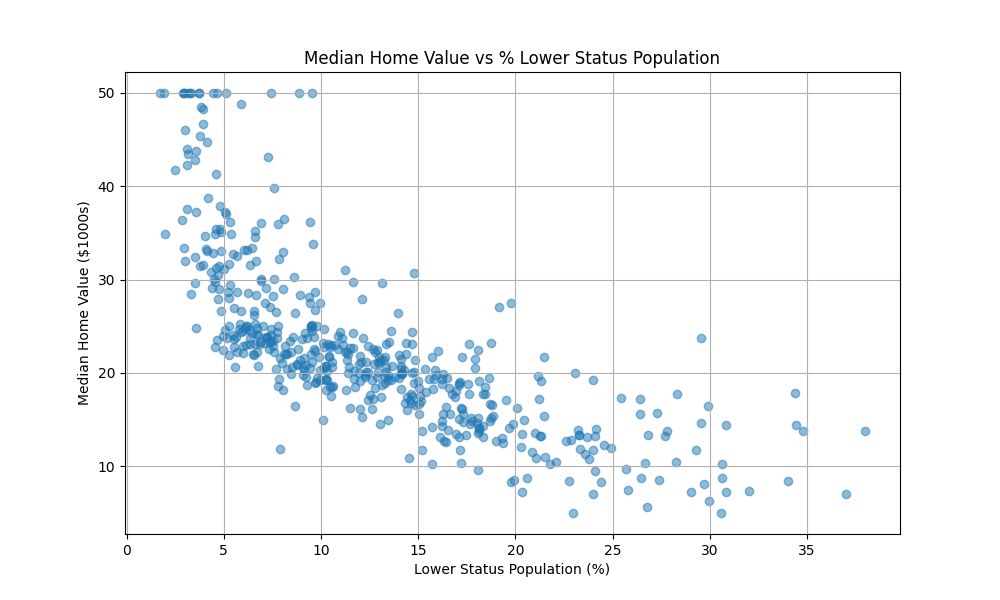 Median Home Value vs % Lower Status Population
50
40
30
20
10
Median Home Value ($1000s)
0 5 10 15 20 25 30 35
Lower Status Population (%)